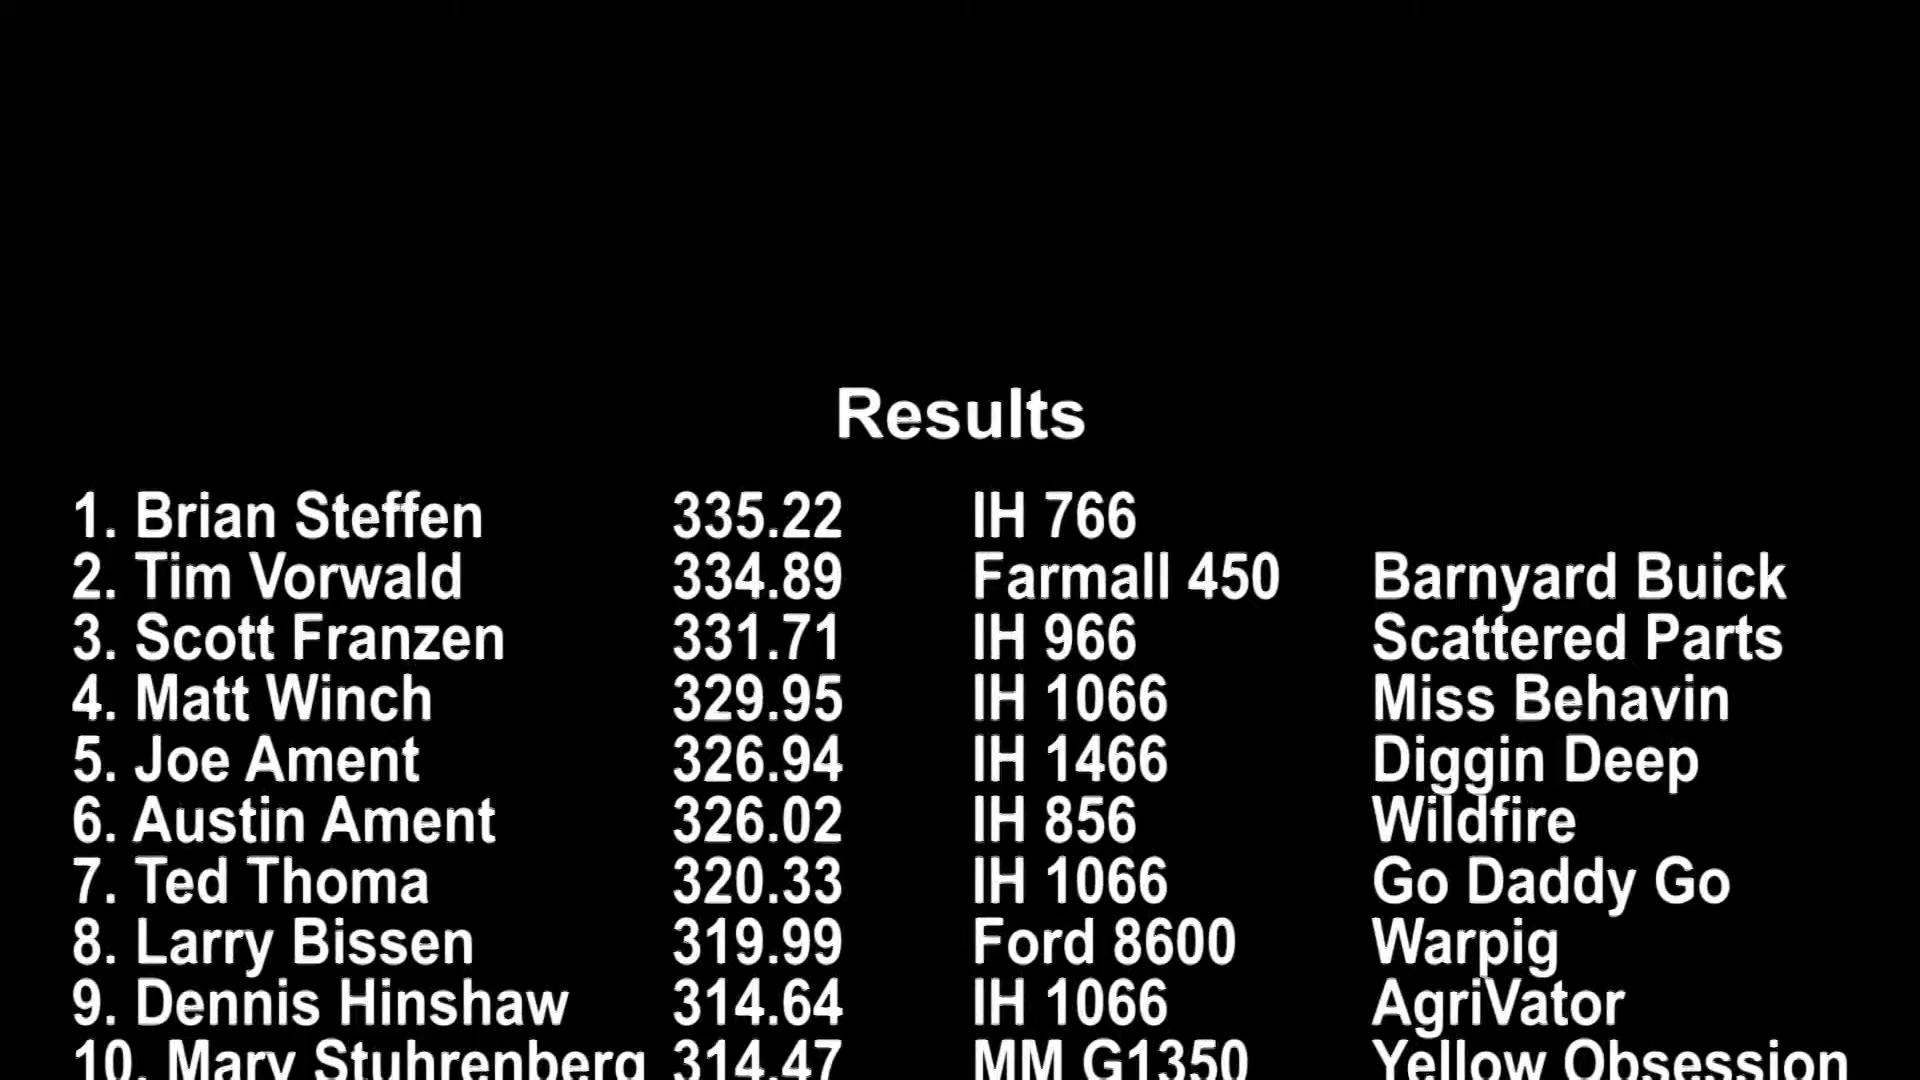 Results
1. Brian Steffen 335.22 IH 766
2. Tim Vorwald 334.89 Farmall 450 Barnyard Buick
3. Scott Franzen 331.71 IH 966 Scattered Parts
4. Matt Winch 329.95 IH 1066 Miss Behavin
5. Joe Ament 326.94 IH 1466 Diggin Deep
6. Austin Ament 326.02 IH 856 Wildfire
7. Ted Thoma 320.33 IH 1066 Go Daddy Go
8. Larry Bissen 319.99 Ford 8600 Warpig
9. Dennis Hinshaw 314.64 IH 1066 AgriVator
10. Mary Stuhrenberg 314.47 MM G1350 Yellow Obsession